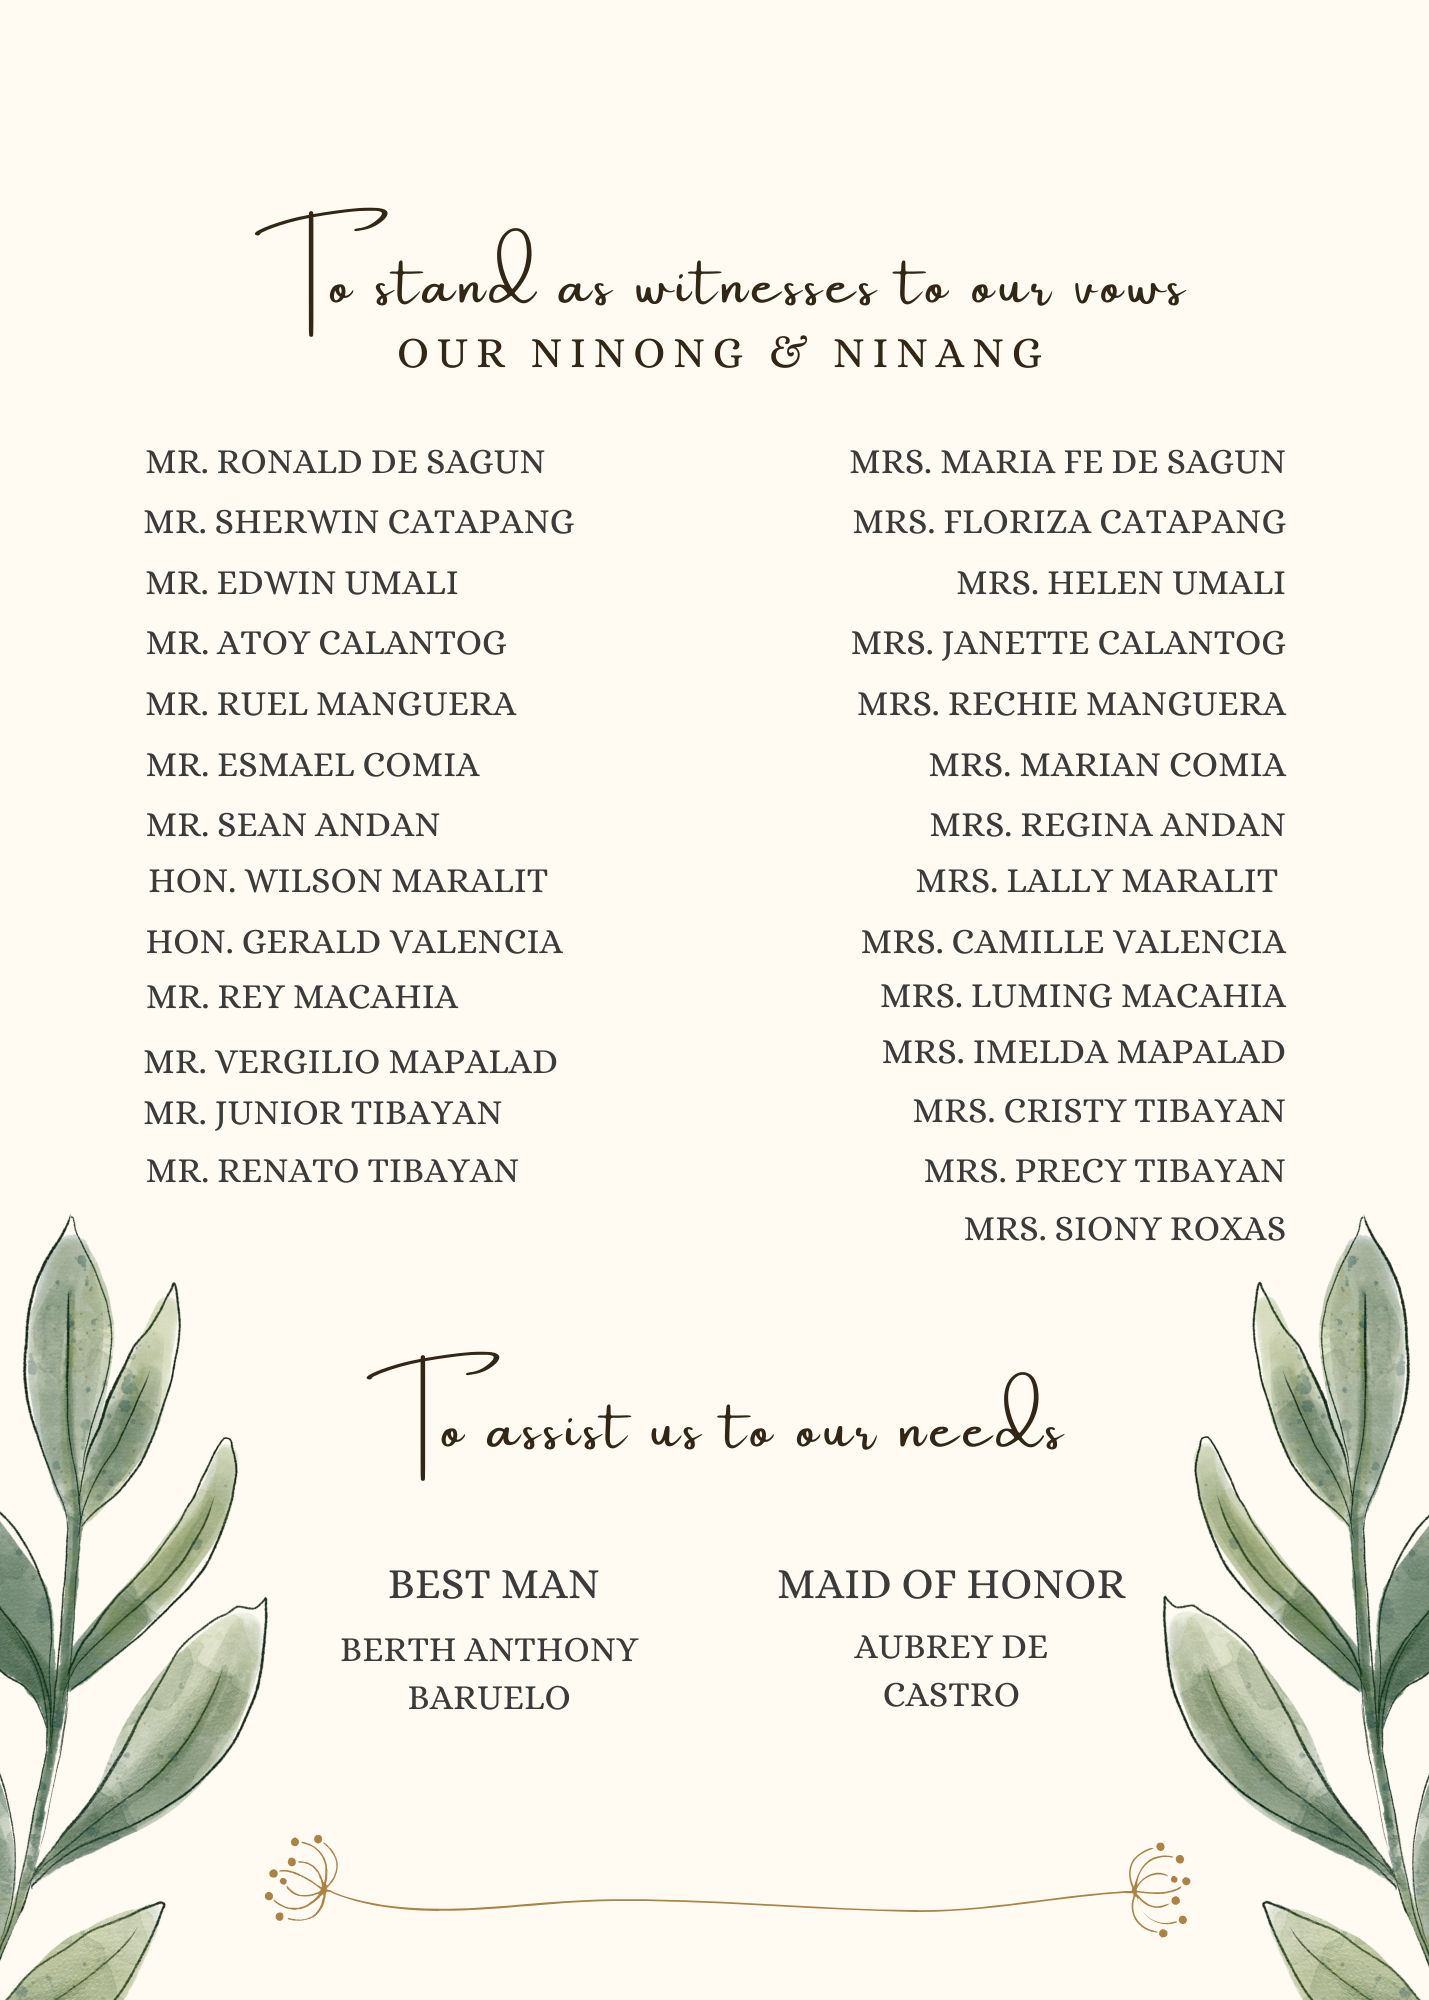 To stand as witnesses to our vows
OUR NINONG & NINANG
MR. RONALD DE SAGUN
MR. SHERWIN CATAPANG
MR. EDWIN UMALI
MR. ATOY CALANTOG
MR. RUEL MANGUERA
MR. ESMAEL COMIA
MR. SEAN ANDAN
HON. WILSON MARALIT
HON. GERALD VALENCIA
MR. REY MACAHIA
MR. VERGILIO MAPALAD
MR. JUNIOR TIBAYAN
MR. RENATO TIBAYAN
MRS. MARIA FE DE SAGUN
MRS. FLORIZA CATAPANG
MRS. HELEN UMALI
MRS. JANETTE CALANTOG
MRS. RECHIE MANGUERA
MRS. MARIAN COMIA
MRS. REGINA ANDAN
MRS. LALLY MARALIT
MRS. CAMILLE VALENCIA
MRS. LUMING MACAHIA
MRS. IMELDA MAPALAD
MRS. CRISTY TIBAYAN
MRS. PRECY TIBAYAN
MRS. SIONY ROXAS
To assist us to our needs
BEST MAN
BERTH ANTHONY
BARUELO
MAID OF HONOR
AUBREY DE
CASTRO